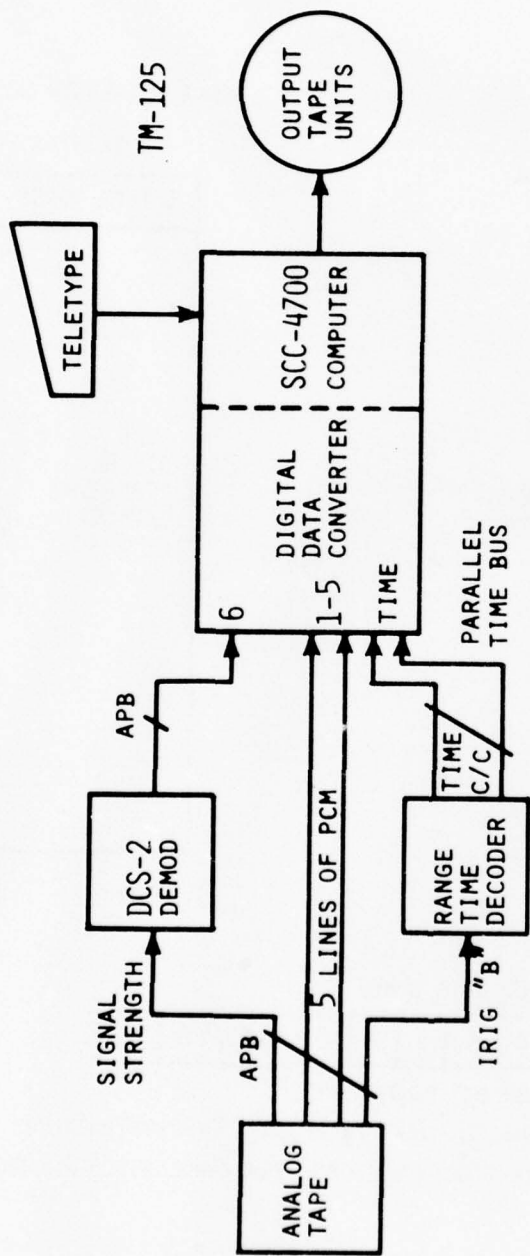 TM-125
TELETYPE
OUTPUT
TAPE
UNITS
SCC-4700
COMPUTER
DIGITAL
DATA
CONVERTER
6
1-5
TIME
PARALLEL
TIME BUS
APB
DCS-2
DEMOD
SIGNAL
STRENGTH
APB
5 LINES OF PCM
TIME
C/C
RANGE
TIME
DECODER
IRIG "B"
ANALOG
TAPE